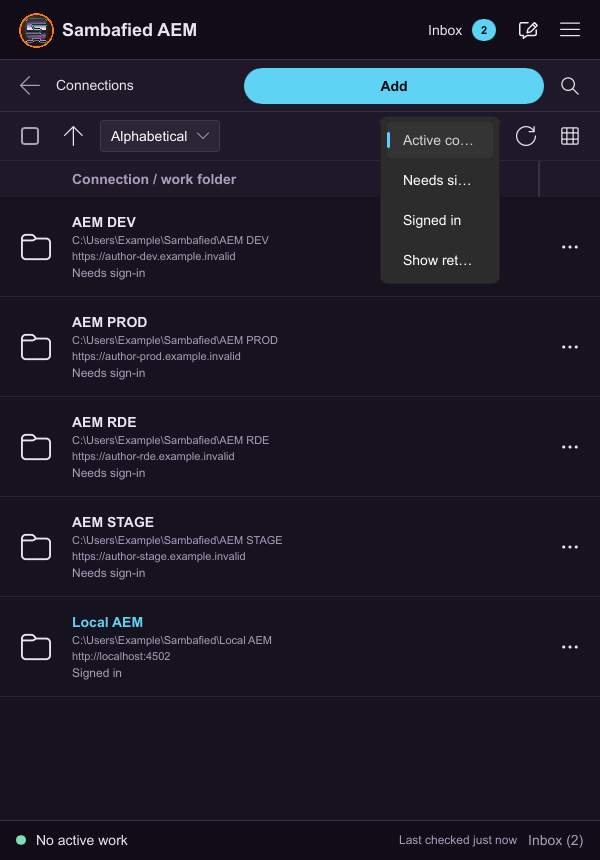 Sambafied AEM
Inbox 2
Connections
Add
Alphabetical
Active co...
Needs si...
Signed in
Show ret...
Connection / work folder
AEM DEV
C:\Users\Example\Sambafied\AEM DEV
https://author-dev.example.invalid
Needs sign-in
AEM PROD
C:\Users\Example\Sambafied\AEM PROD
https://author-prod.example.invalid
Needs sign-in
AEM RDE
C:\Users\Example\Sambafied\AEM RDE
https://author-rde.example.invalid
Needs sign-in
AEM STAGE
C:\Users\Example\Sambafied\AEM STAGE
https://author-stage.example.invalid
Needs sign-in
Local AEM
C:\Users\Example\Sambafied\Local AEM
http://localhost:4502
Signed in
No active work
Last checked just now
Inbox (2)